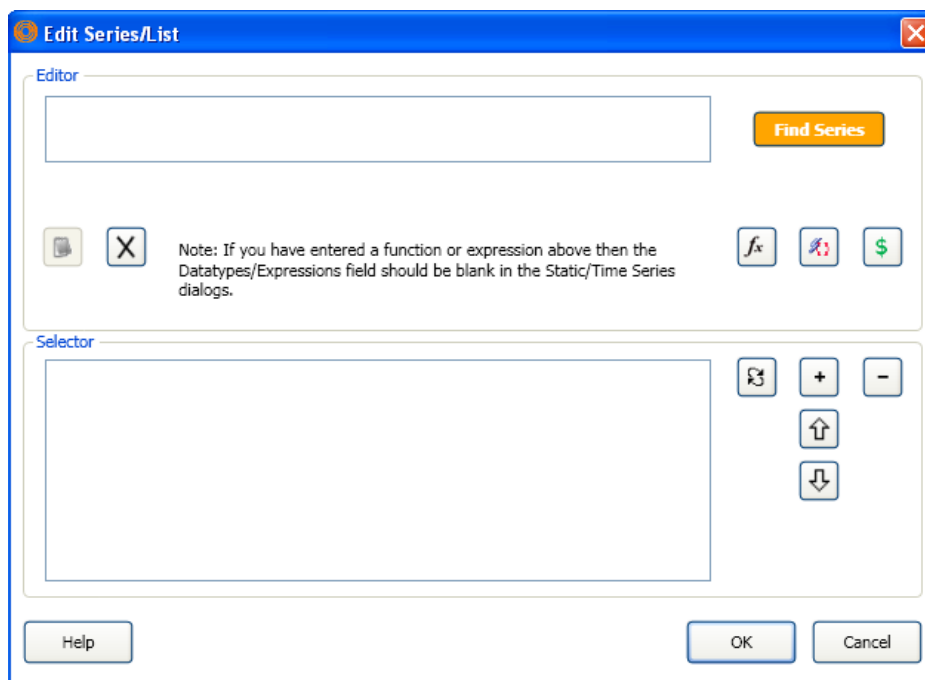 Edit Series/List
Editor
Find Series
X
Note: If you have entered a function or expression above then the
Datatypes/Expressions field should be blank in the Static/Time Series
dialogs.
fx
$
Selector
+
-
Help
OK
Cancel